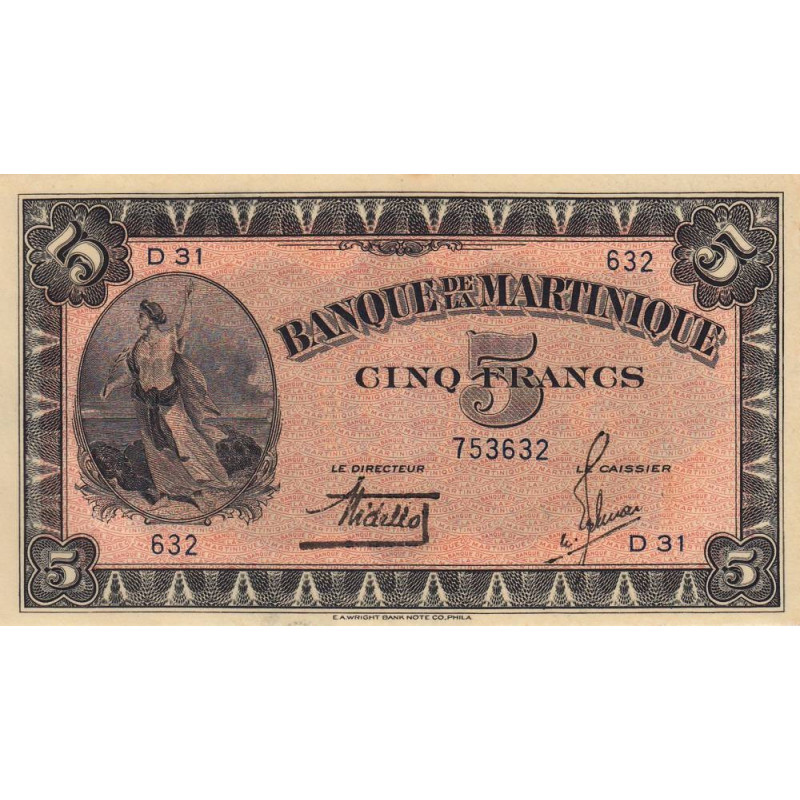 5 5
D 31 632
BANQUE DE LA MARTINIQUE
5
CINQ FRANCS
753632
LE DIRECTEUR LE CAISSIER
632 D 31
5 5
E.A.WRIGHT BANK NOTE CO., PHILA